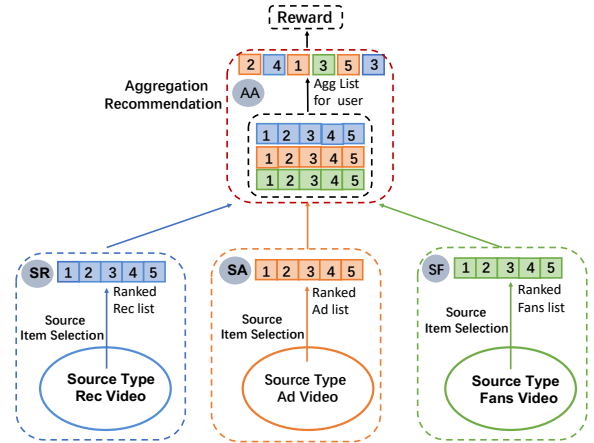 Reward
2 4 1 3 5 3
Aggregation
Recommendation
AA
Agg List
for user
1 2 3 4 5
1 2 3 4 5
1 2 3 4 5
SR
1 2 3 4 5
Ranked
Rec list
Source
Item Selection
Source Type
Rec Video
SA
1 2 3 4 5
Ranked
Ad list
Source
Item Selection
Source Type
Ad Video
SF
1 2 3 4 5
Ranked
Fans list
Source
Item Selection
Source Type
Fans Video